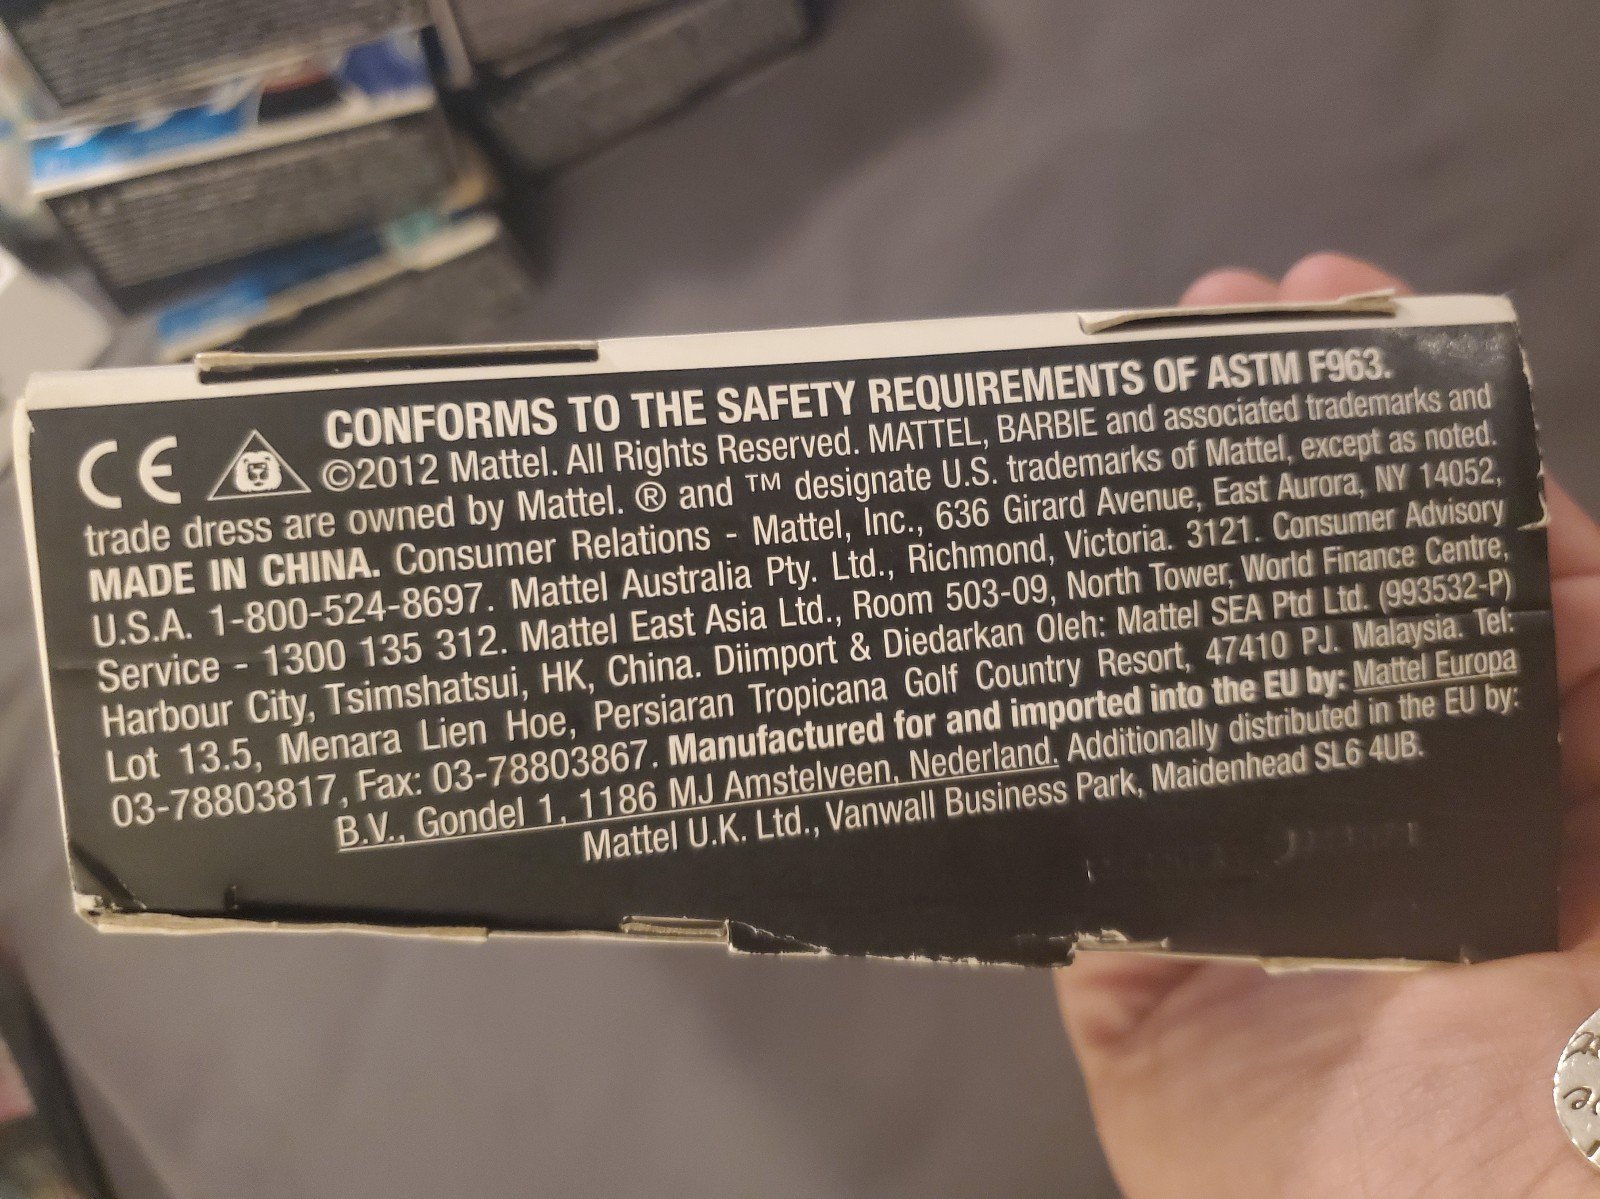 CE
CONFORMS TO THE SAFETY REQUIREMENTS OF ASTM F963.
©2012 Mattel. All Rights Reserved. MATTEL, BARBIE and associated trademarks and
trade dress are owned by Mattel. ® and ™ designate U.S. trademarks of Mattel, except as noted.
MADE IN CHINA. Consumer Relations - Mattel, Inc., 636 Girard Avenue, East Aurora, NY 14052,
U.S.A. 1-800-524-8697. Mattel Australia Pty. Ltd., Richmond, Victoria. 3121. Consumer Advisory
Service - 1300 135 312. Mattel East Asia Ltd., Room 503-09, North Tower, World Finance Centre,
Harbour City, Tsimshatsui, HK, China. Diimport & Diedarkan Oleh: Mattel SEA Ptd Ltd. (993532-P)
Lot 13.5, Menara Lien Hoe, Persiaran Tropicana Golf Country Resort, 47410 PJ. Malaysia. Tel:
03-78803817, Fax: 03-78803867. Manufactured for and imported into the EU by: Mattel Europa
B.V., Gondel 1, 1186 MJ Amstelveen, Nederland. Additionally distributed in the EU by:
Mattel U.K. Ltd., Vanwall Business Park, Maidenhead SL6 4UB.